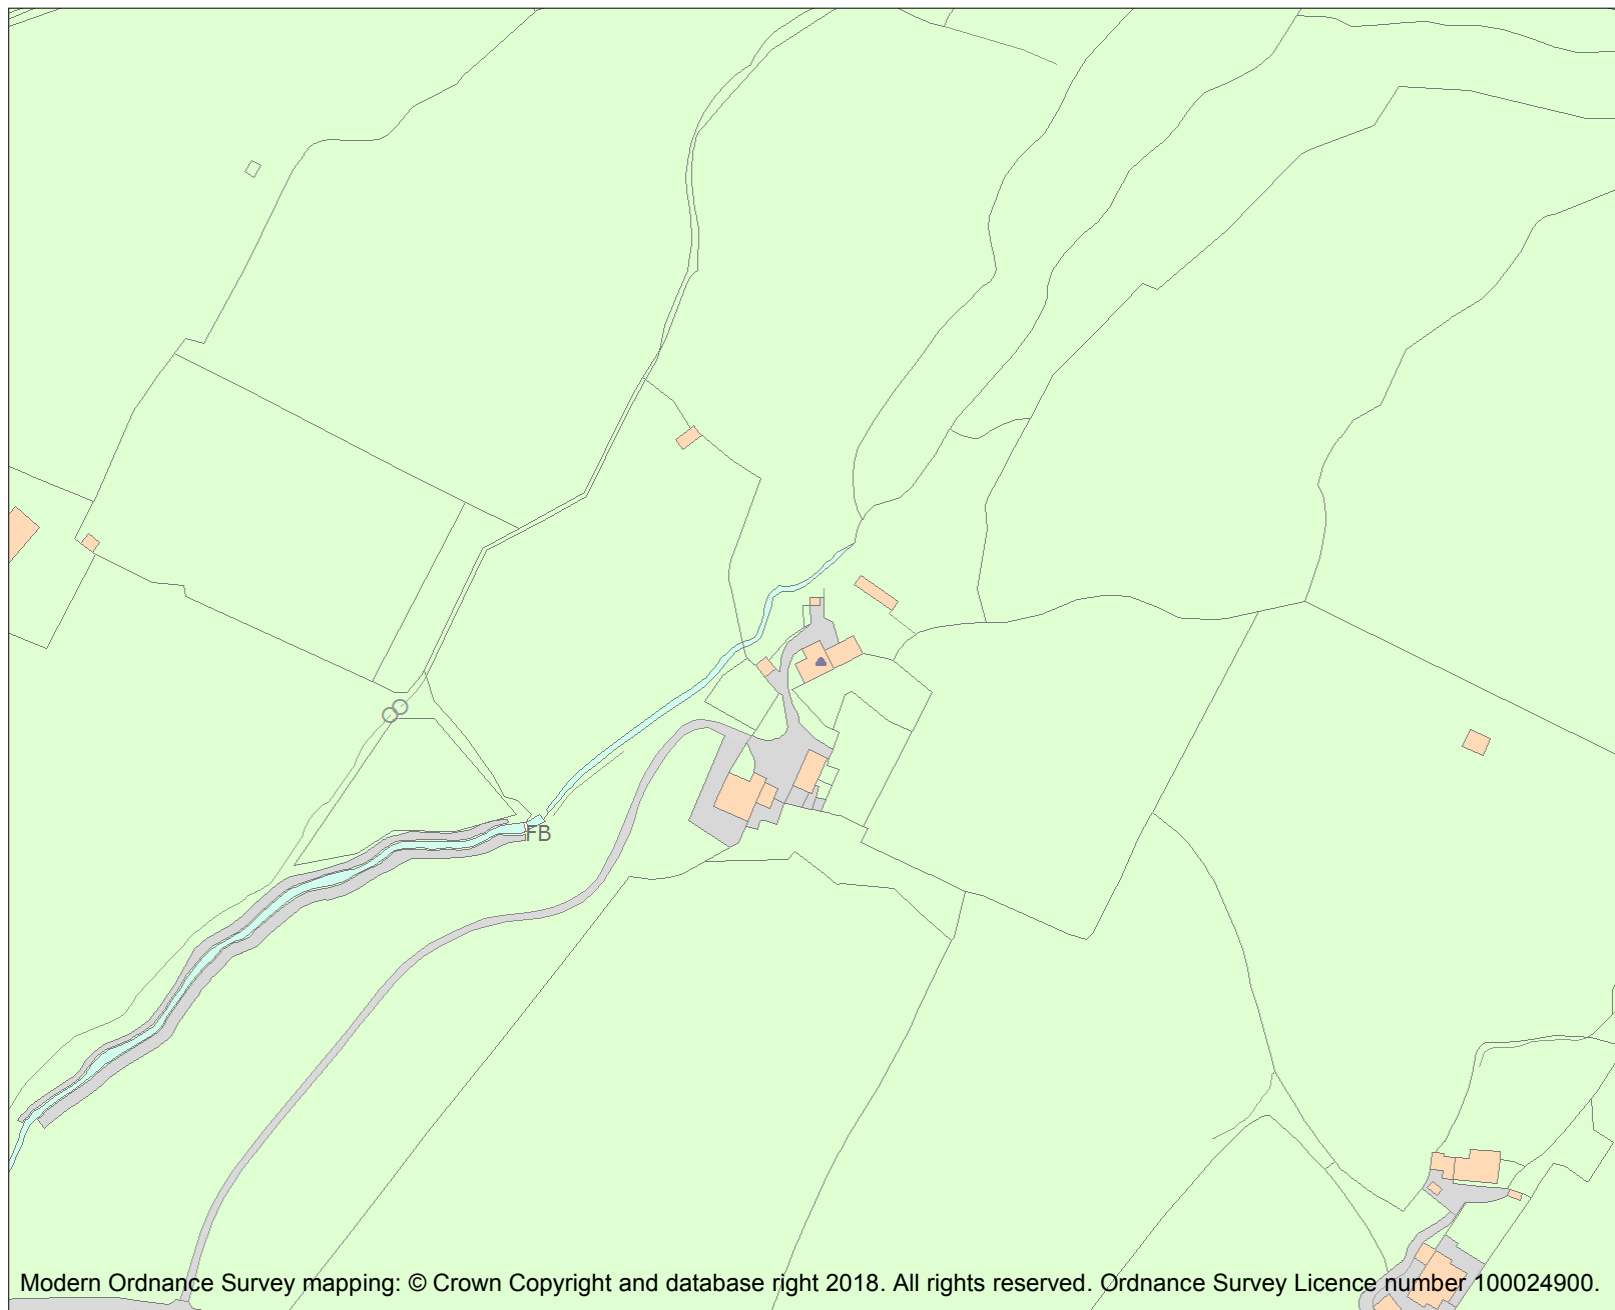 FB
Modern Ordnance Survey mapping: © Crown Copyright and database right 2018. All rights reserved. Ordnance Survey Licence number 100024900.